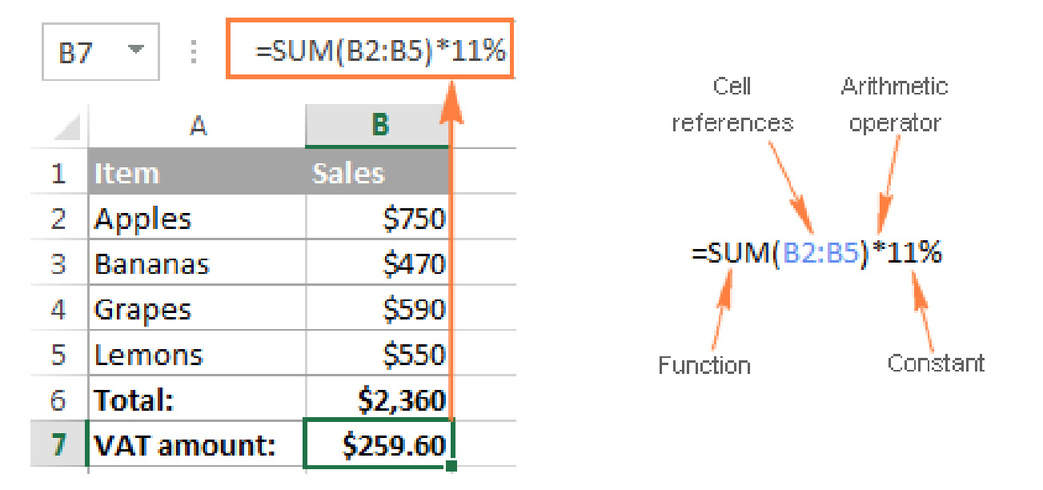 B7 =SUM(B2:B5)*11%
A B
1 Item Sales
2 Apples $750
3 Bananas $470
4 Grapes $590
5 Lemons $550
6 Total: $2,360
7 VAT amount: $259.60
Cell
references
Arithmetic
operator
=SUM(B2:B5)*11%
Function
Constant